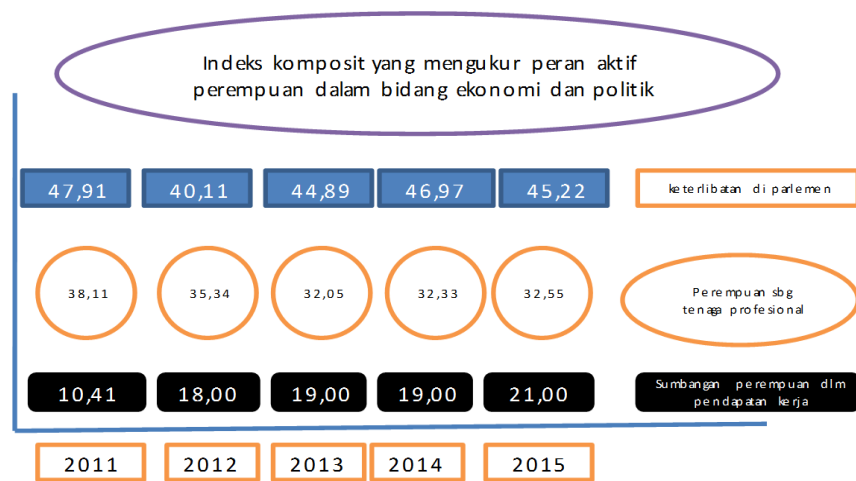 Indeks komposit yang mengukur peran aktif
perempuan dalam bidang ekonomi dan politik
47,91 40,11 44,89 46,97 45,22 keterlibatan di parlemen
38,11 35,34 32,05 32,33 32,55 Perempuan sbg
tenaga profesional
10,41 18,00 19,00 19,00 21,00 Sumbangan perempuan dlm
pendapatan kerja
2011 2012 2013 2014 2015